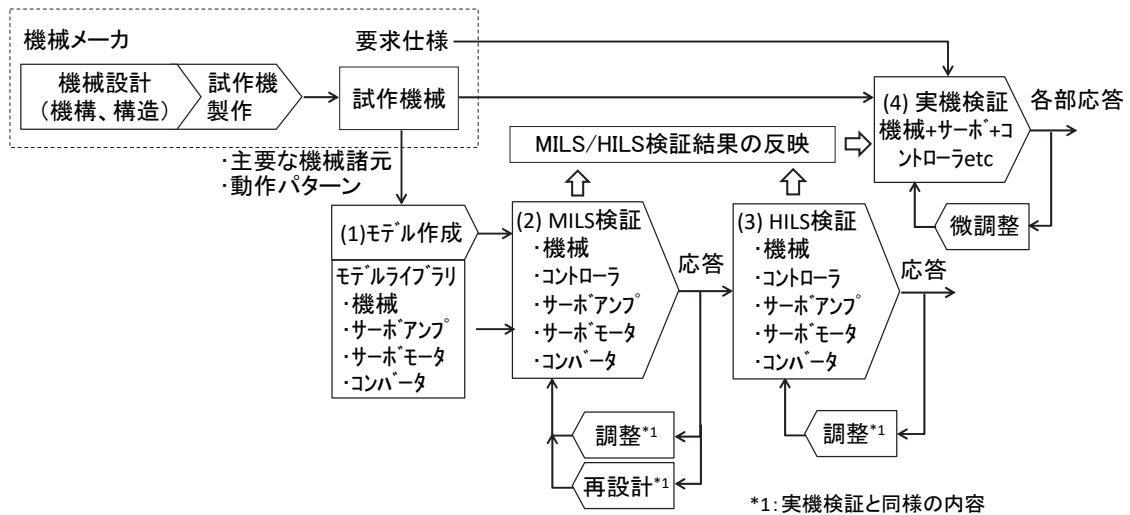 機械メーカ
要求仕様
機械設計
(機構、構造)
試作機
製作
試作機械
・主要な機械諸元
・動作パターン
(1)ﾓﾃﾞﾙ作成
ﾓﾃﾞﾙﾗｲﾌﾞﾗﾘ
・機械
・ｻｰﾎﾞｱﾝﾌﾟ
・ｻｰﾎﾞﾓｰﾀ
・ｺﾝﾊﾞｰﾀ
MILS/HILS検証結果の反映
(2) MILS検証
・機械
・ｺﾝﾄﾛｰﾗ
・ｻｰﾎﾞｱﾝﾌﾟ
・ｻｰﾎﾞﾓｰﾀ
・ｺﾝﾊﾞｰﾀ
応答
調整*1
再設計*1
(3) HILS検証
・機械
・ｺﾝﾄﾛｰﾗ
・ｻｰﾎﾞｱﾝﾌﾟ
・ｻｰﾎﾞﾓｰﾀ
・ｺﾝﾊﾞｰﾀ
応答
調整*1
(4) 実機検証
機械+ｻｰﾎﾞ+ｺ
ﾝﾄﾛｰﾗetc
各部応答
微調整
*1:実機検証と同様の内容